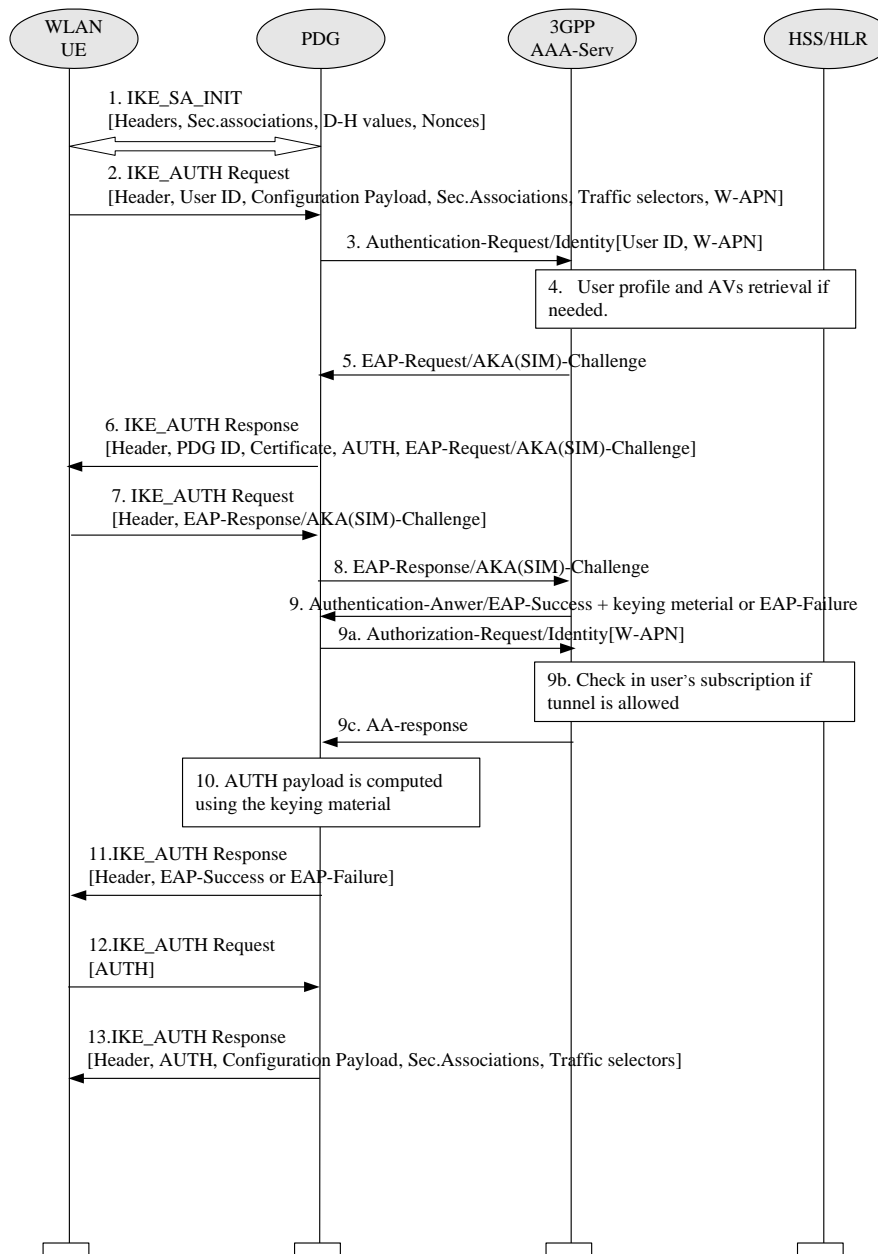 WLAN
UE
PDG
3GPP
AAA-Serv
HSS/HLR
1. IKE_SA_INIT
[Headers, Sec.associations, D-H values, Nonces]
2. IKE_AUTH Request
[Header, User ID, Configuration Payload, Sec.Associations, Traffic selectors, W-APN]
3. Authentication-Request/Identity[User ID, W-APN]
4. User profile and AVs retrieval if
needed.
5. EAP-Request/AKA(SIM)-Challenge
6. IKE_AUTH Response
[Header, PDG ID, Certificate, AUTH, EAP-Request/AKA(SIM)-Challenge]
7. IKE_AUTH Request
[Header, EAP-Response/AKA(SIM)-Challenge]
8. EAP-Response/AKA(SIM)-Challenge
9. Authentication-Anwer/EAP-Success + keying meterial or EAP-Failure
9a. Authorization-Request/Identity[W-APN]
9b. Check in user's subscription if
tunnel is allowed
9c. AA-response
10. AUTH payload is computed
using the keying material
11.IKE_AUTH Response
[Header, EAP-Success or EAP-Failure]
12.IKE_AUTH Request
[AUTH]
13.IKE_AUTH Response
[Header, AUTH, Configuration Payload, Sec.Associations, Traffic selectors]